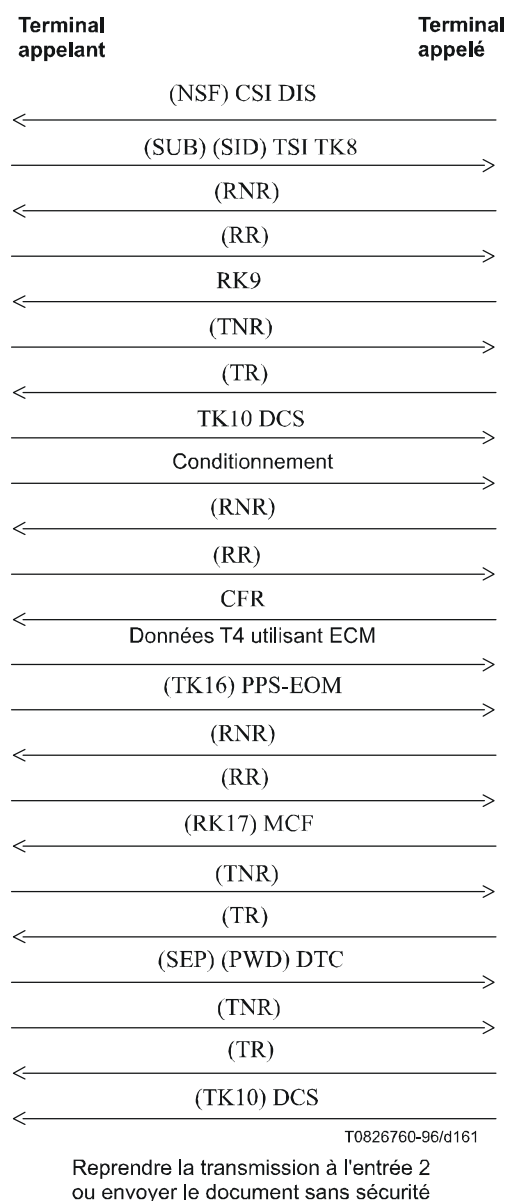 Terminal appelant
Terminal appelé
(NSF) CSI DIS
(SUB) (SID) TSI TK8
(RNR)
(RR)
RK9
(TNR)
(TR)
TK10 DCS
Conditionnement
(RNR)
(RR)
CFR
Données T4 utilisant ECM
(TK16) PPS-EOM
(RNR)
(RR)
(RK17) MCF
(TNR)
(TR)
(SEP) (PWD) DTC
(TNR)
(TR)
(TK10) DCS
T0826760-96/d161
Reprendre la transmission à l'entrée 2
ou envoyer le document sans sécurité